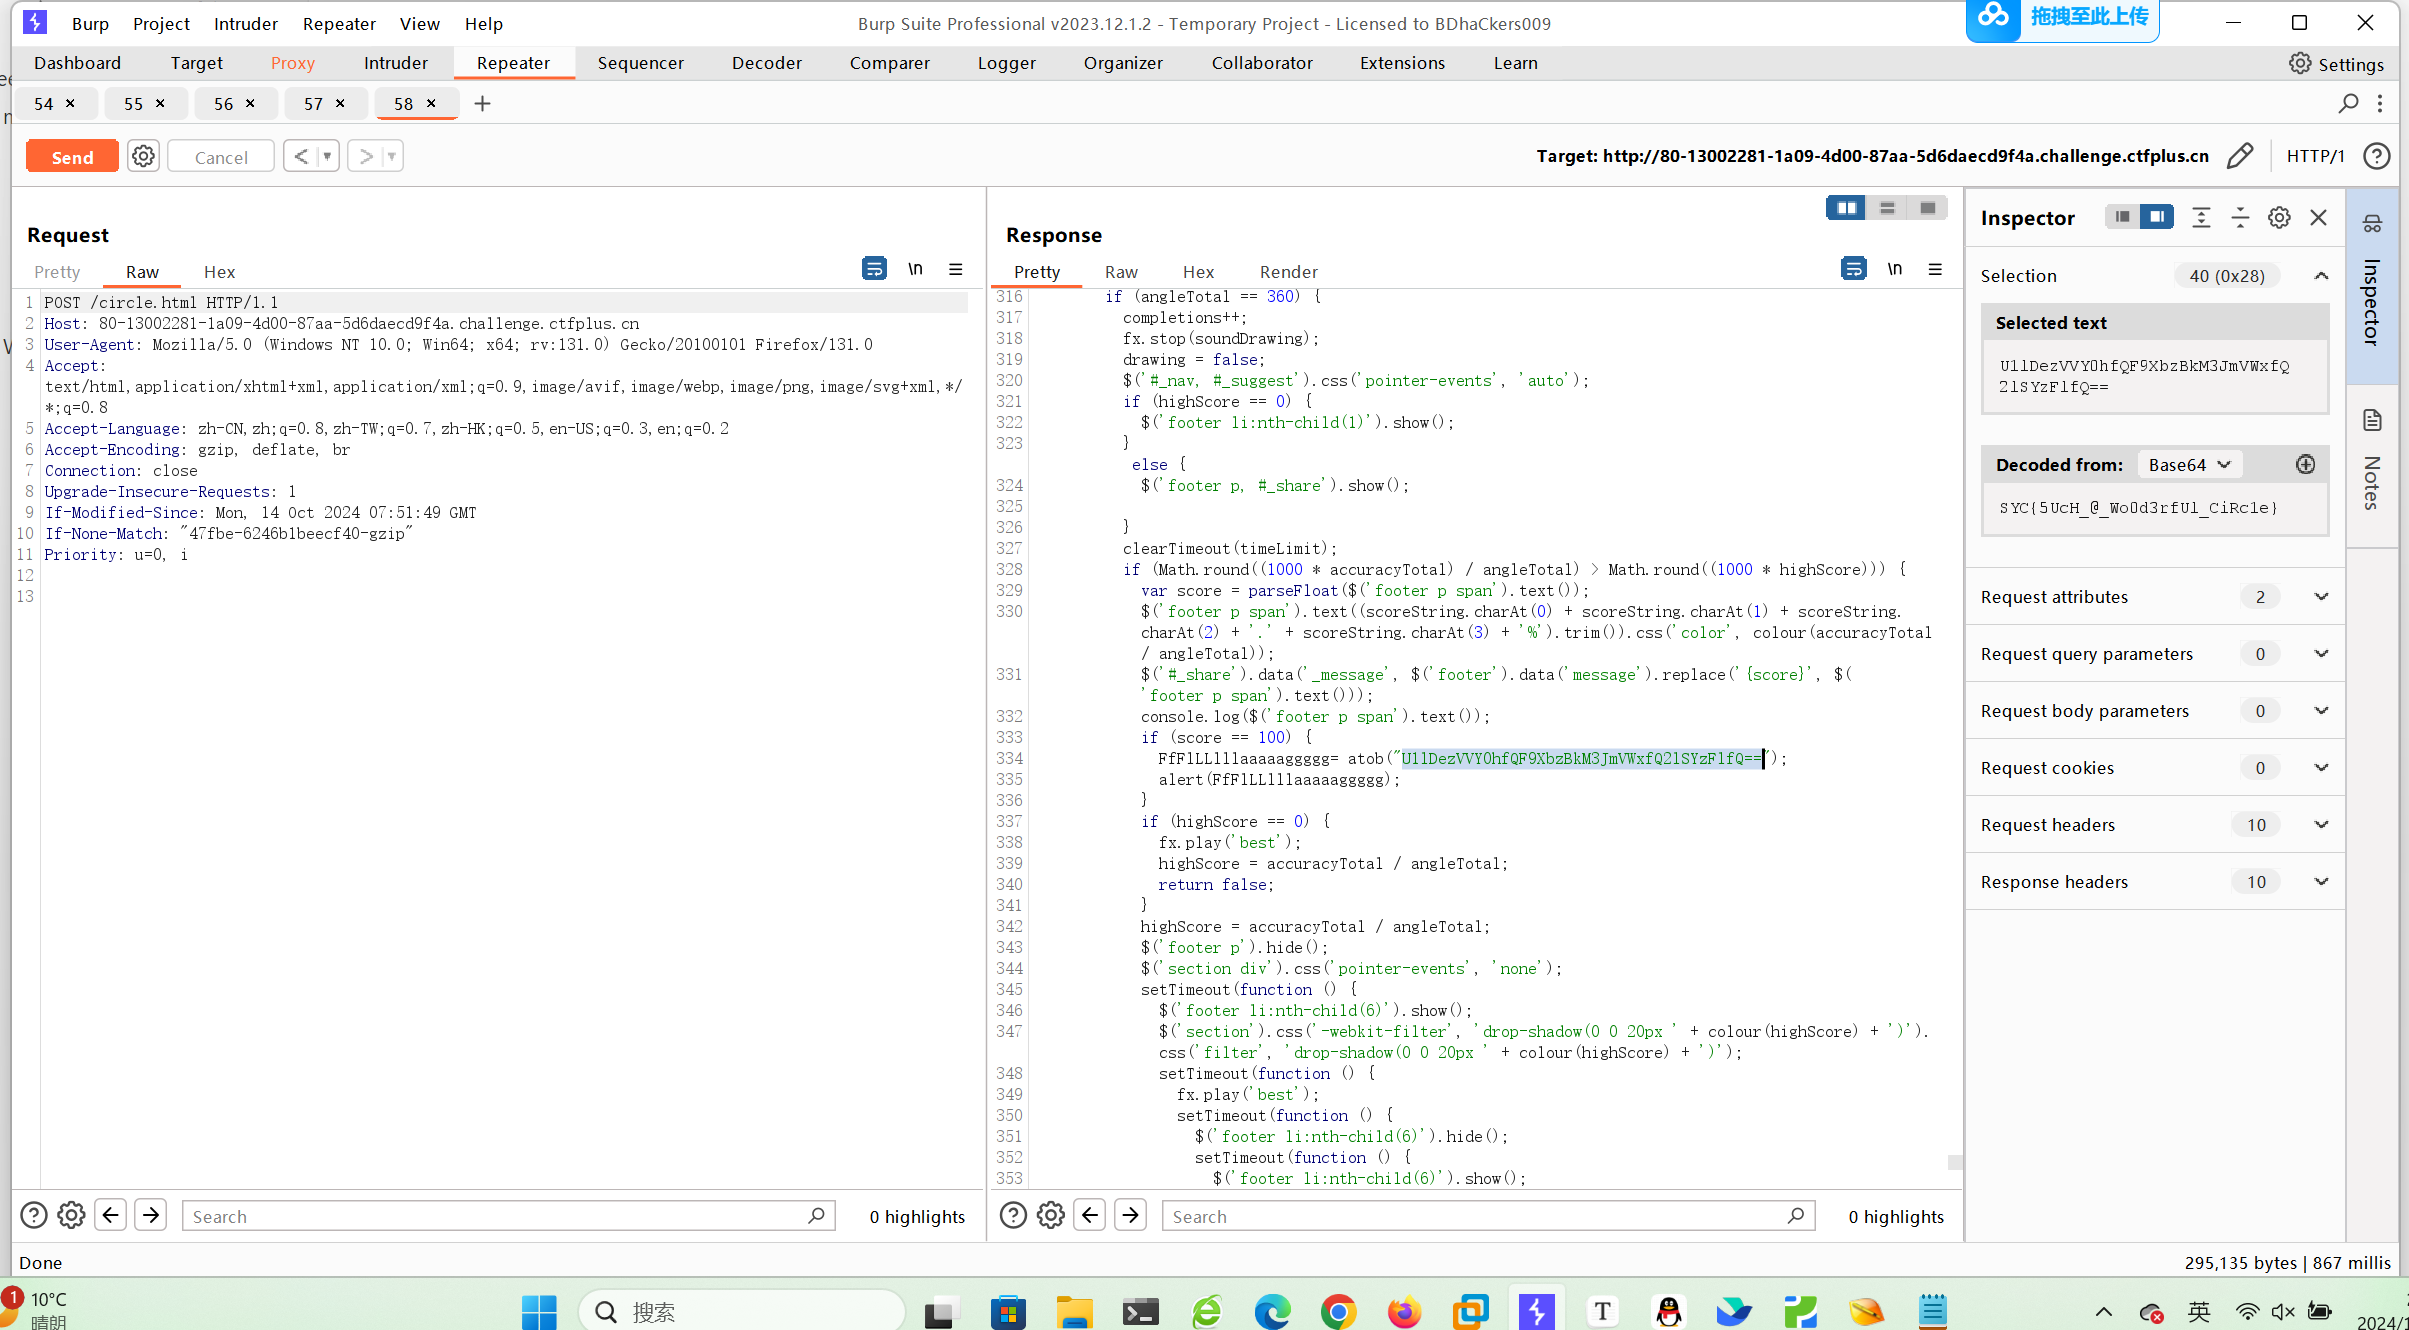 Burp Project Intruder Repeater View Help
Burp Suite Professional v2023.12.1.2 - Temporary Project - Licensed to BDhaCkers009
拖拽至此上传
Dashboard Target Proxy Intruder Repeater Sequencer Decoder Comparer Logger Organizer Collaborator Extensions Learn
Settings
54 × 55 × 56 × 57 × 58 × +
Send Cancel < >
Target: http://80-13002281-1a09-4d00-87aa-5d6daecd9f4a.challenge.ctfplus.cn
HTTP/1
Request
Pretty Raw Hex
\n
1 POST /circle.html HTTP/1.1
2 Host: 80-13002281-1a09-4d00-87aa-5d6daecd9f4a.challenge.ctfplus.cn
3 User-Agent: Mozilla/5.0 (Windows NT 10.0; Win64; x64; rv:131.0) Gecko/20100101 Firefox/131.0
4 Accept:
text/html,application/xhtml+xml,application/xml;q=0.9,image/avif,image/webp,image/png,image/svg+xml,*/
*;q=0.8
5 Accept-Language: zh-CN,zh;q=0.8,zh-TW;q=0.7,zh-HK;q=0.5,en-US;q=0.3,en;q=0.2
6 Accept-Encoding: gzip, deflate, br
7 Connection: close
8 Upgrade-Insecure-Requests: 1
9 If-Modified-Since: Mon, 14 Oct 2024 07:51:49 GMT
10 If-None-Match: "47fbe-6246b1beecf40-gzip"
11 Priority: u=0, i
12
13
Search
0 highlights
Response
Pretty Raw Hex Render
\n
316 if (angleTotal == 360) {
317 completions++;
318 fx.stop(soundDrawing);
319 drawing = false;
320 $('#_nav, #_suggest').css('pointer-events', 'auto');
321 if (highScore == 0) {
322 $('footer li:nth-child(1)').show();
323 }
else {
324 $('footer p, #_share').show();
325
326 }
327 clearTimeout(timeLimit);
328 if (Math.round((1000 * accuracyTotal) / angleTotal) > Math.round((1000 * highScore))) {
329 var score = parseFloat($('footer p span').text());
330 $('footer p span').text((scoreString.charAt(0) + scoreString.charAt(1) + scoreString.
charAt(2) + '.' + scoreString.charAt(3) + '%').trim()).css('color', colour(accuracyTotal
/ angleTotal));
331 $('#_share').data('_message', $('footer').data('message').replace('{score}', $(
'footer p span').text()));
332 console.log($('footer p span').text());
333 if (score == 100) {
334 FfFlLLlllaaaaaggggg= atob("U1lDezVVY0hfQF9XbzBkM3JmVWxfQ2lSYzFlfQ==");
335 alert(FfFlLLlllaaaaaggggg);
336 }
337 if (highScore == 0) {
338 fx.play('best');
339 highScore = accuracyTotal / angleTotal;
340 return false;
341 }
342 highScore = accuracyTotal / angleTotal;
343 $('footer p').hide();
344 $('section div').css('pointer-events', 'none');
345 setTimeout(function () {
346 $('footer li:nth-child(6)').show();
347 $('section').css('-webkit-filter', 'drop-shadow(0 0 20px ' + colour(highScore) + ')').
css('filter', 'drop-shadow(0 0 20px ' + colour(highScore) + ')');
348 setTimeout(function () {
349 fx.play('best');
350 setTimeout(function () {
351 $('footer li:nth-child(6)').hide();
352 setTimeout(function () {
353 $('footer li:nth-child(6)').show();
Search
0 highlights
Inspector
Selection 40 (0x28)
Selected text
U1lDezVVY0hfQF9XbzBkM3JmVWxfQ
2lSYzFlfQ==
Decoded from: Base64
SYC{5UcH_@_Wo0d3rfUl_CiRc1e}
Request attributes 2
Request query parameters 0
Request body parameters 0
Request cookies 0
Request headers 10
Response headers 10
Inspector
Notes
Done
295,135 bytes | 867 millis
1
10°C
晴朗
搜索
T
英